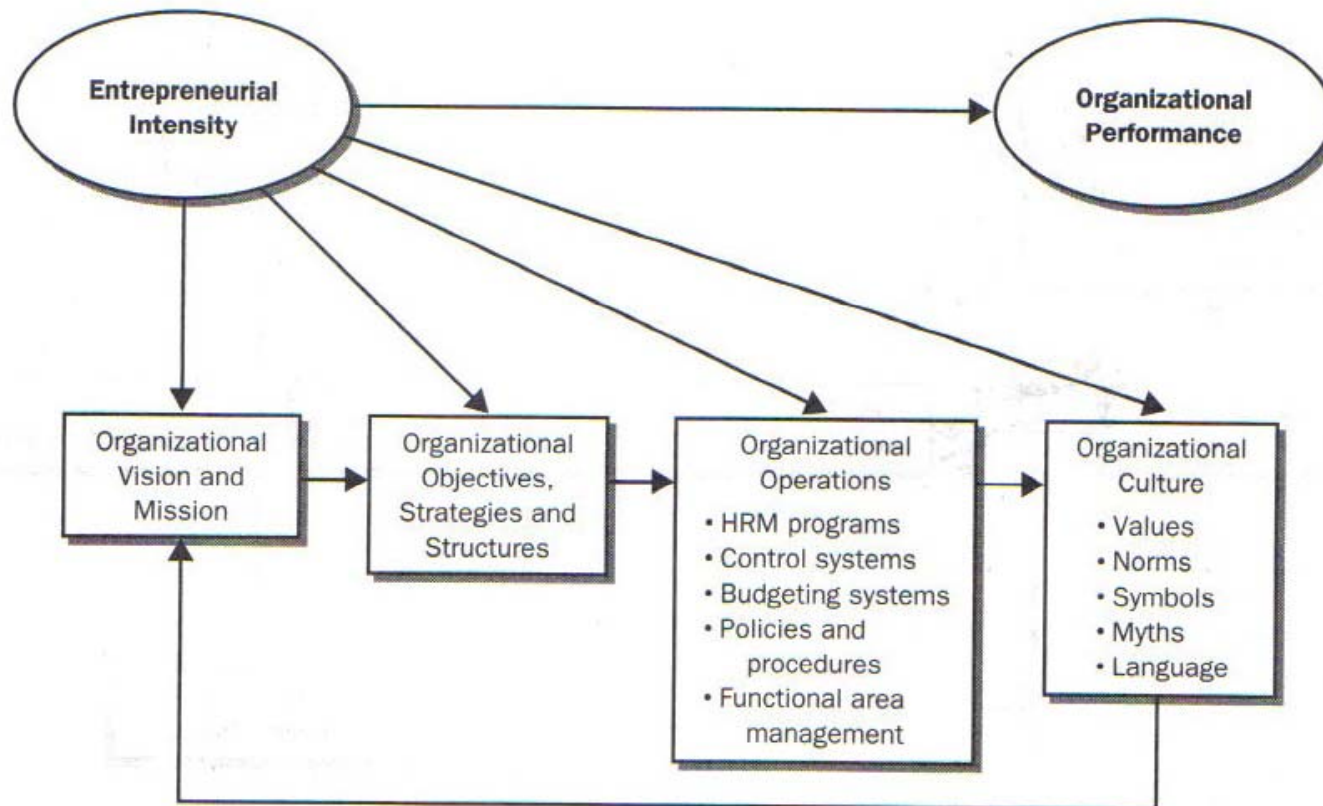 Entrepreneurial
Intensity
Organizational
Performance
Organizational
Vision and
Mission
Organizational
Objectives,
Strategies and
Structures
Organizational
Operations
• HRM programs
• Control systems
• Budgeting systems
• Policies and
procedures
• Functional area
management
Organizational
Culture
• Values
• Norms
• Symbols
• Myths
• Language